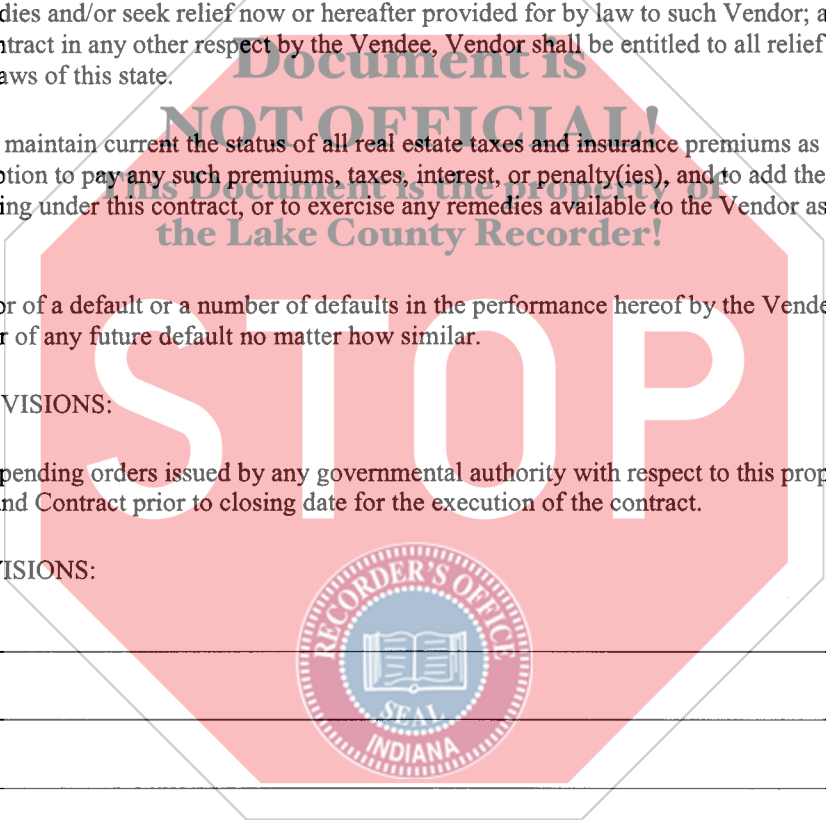 dies and/or seek relief now or hereafter provided for by law to such Vendor; a
ntract in any other respect by the Vendee, Vendor shall be entitled to all relief
aws of this state.
Document is
NOT OFFICIAL!
maintain current the status of all real estate taxes and insurance premiums as
ption to pay any such premiums, taxes, interest, or penalty(ies), and to add the
This Document is the property of
ing under this contract, or to exercise any remedies available to the Vendor as
the Lake County Recorder!
or of a default or a number of defaults in the performance hereof by the Vende
r of any future default no matter how similar.
STOP
VISIONS:
pending orders issued by any governmental authority with respect to this prop
nd Contract prior to closing date for the execution of the contract.
VISIONS:
RECORDER'S OFFICE
SEAL
INDIANA